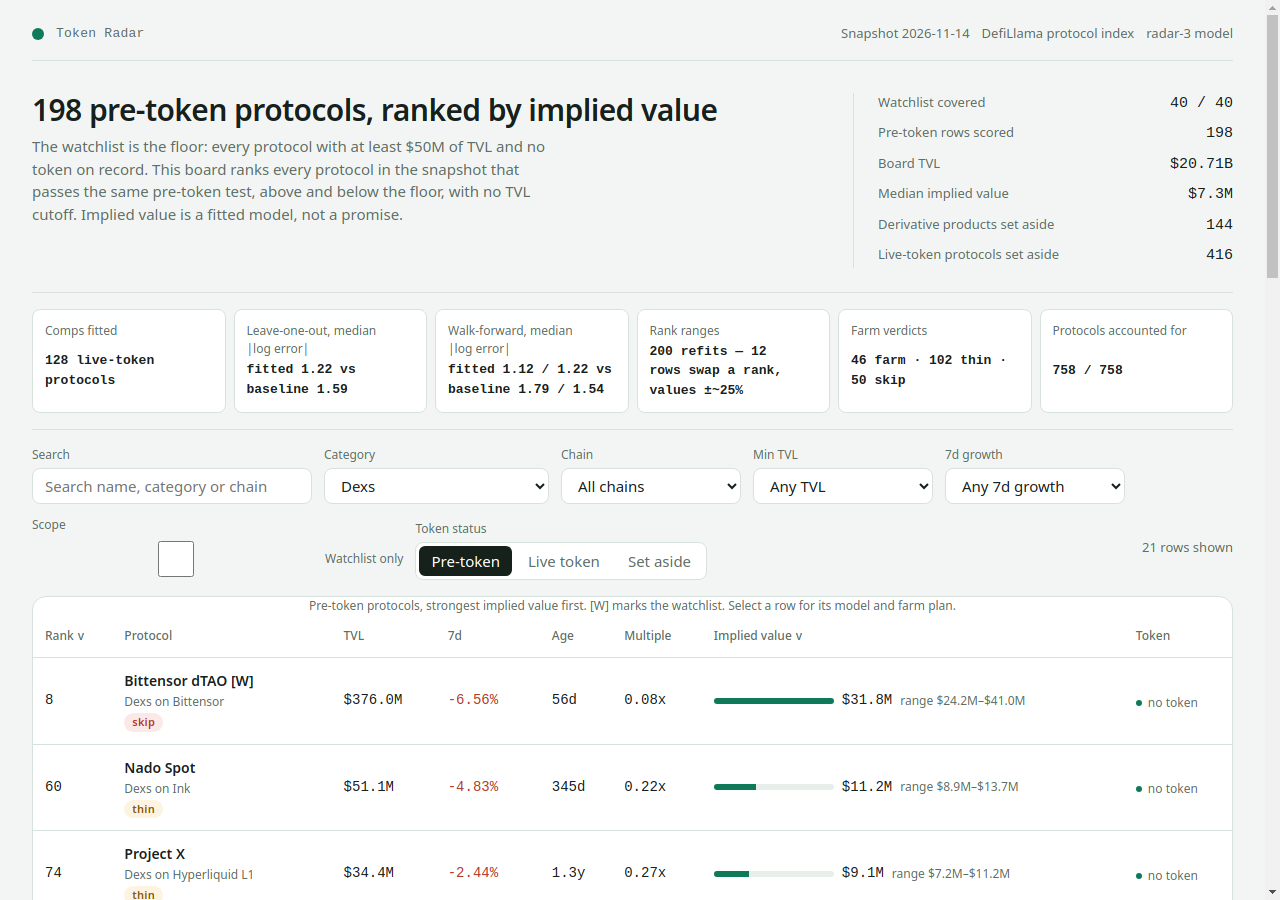 Token Radar
Snapshot 2026-11-14 DefiLlama protocol index radar-3 model
198 pre-token protocols, ranked by implied value
The watchlist is the floor: every protocol with at least $50M of TVL and no
token on record. This board ranks every protocol in the snapshot that
passes the same pre-token test, above and below the floor, with no TVL
cutoff. Implied value is a fitted model, not a promise.
Watchlist covered 40 / 40
Pre-token rows scored 198
Board TVL $20.71B
Median implied value $7.3M
Derivative products set aside 144
Live-token protocols set aside 416
Comps fitted
128 live-token
protocols
Leave-one-out, median
|log error|
fitted 1.22 vs
baseline 1.59
Walk-forward, median
|log error|
fitted 1.12 / 1.22 vs
baseline 1.79 / 1.54
Rank ranges
200 refits — 12
rows swap a rank,
values ±~25%
Farm verdicts
46 farm · 102 thin ·
50 skip
Protocols accounted for
758 / 758
Search
Search name, category or chain
Category
Dexs
Chain
All chains
Min TVL
Any TVL
7d growth
Any 7d growth
Scope
Watchlist only
Token status
Pre-token Live token Set aside
21 rows shown
Pre-token protocols, strongest implied value first. [W] marks the watchlist. Select a row for its model and farm plan.
Rank v Protocol TVL 7d Age Multiple Implied value v Token
8 Bittensor dTAO [W] $376.0M -6.56% 56d 0.08x $31.8M range $24.2M–$41.0M no token
Dexs on Bittensor
skip
60 Nado Spot $51.1M -4.83% 345d 0.22x $11.2M range $8.9M–$13.7M no token
Dexs on Ink
thin
74 Project X $34.4M -2.44% 1.3y 0.27x $9.1M range $7.2M–$11.2M no token
Dexs on Hyperliquid L1
thin